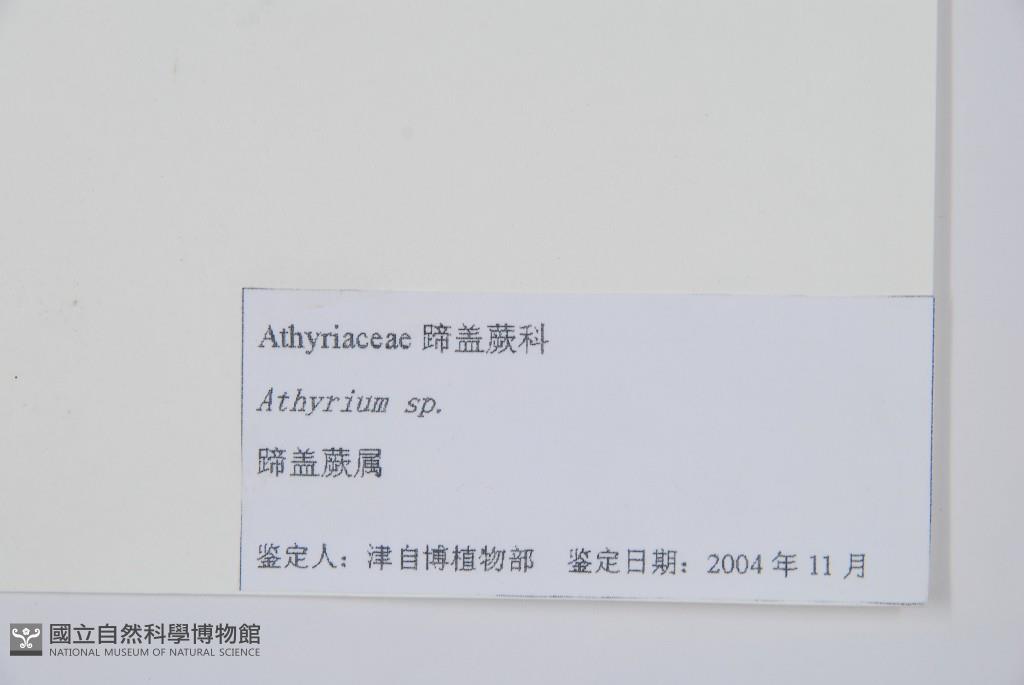 Athyriaceae 蹄盖蕨科
Athyrium sp.
蹄盖蕨属
鉴定人：津自博植物部 鉴定日期：2004 年 11 月
國立自然科學博物館
NATIONAL MUSEUM OF NATURAL SCIENCE